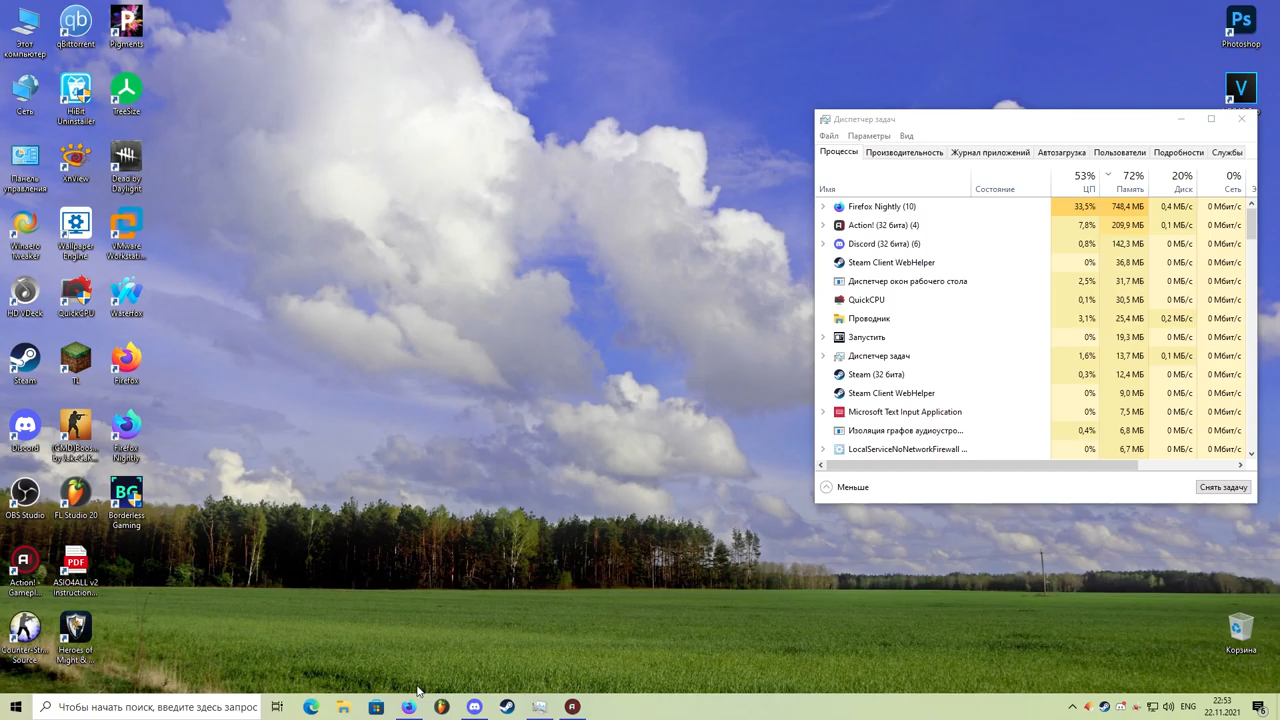 Этот
компьютер
qBittorrent
Pigments
Сеть
HiBit
Uninstaller
TreeSize
Панель
управления
XnView
Dead by
Daylight
Winaero
Tweaker
Wallpaper
Engine
VMware
Workstat...
HD VDeck
QuickCPU
Waterfox
Steam
TL
Firefox
Discord
(GMD)Boos...
by JakeCaK...
Firefox
Nightly
OBS Studio
FL Studio 20
Borderless
Gaming
Action! -
Gamepl...
ASIO4ALL v2
Instruction...
Counter-Str...
Source
Heroes of
Might & ...
Photoshop
Диспетчер задач
Файл Параметры Вид
Процессы Производительность Журнал приложений Автозагрузка Пользователи Подробности Службы
53% 72% 20% 0%
Имя Состояние ЦП Память Диск Сеть Э
Firefox Nightly (10) 33,5% 748,4 МБ 0,4 МБ/с 0 Мбит/с
Action! (32 бита) (4) 7,8% 209,9 МБ 0,1 МБ/с 0 Мбит/с
Discord (32 бита) (6) 0,8% 142,3 МБ 0 МБ/с 0 Мбит/с
Steam Client WebHelper 0% 36,8 МБ 0 МБ/с 0 Мбит/с
Диспетчер окон рабочего стола 2,5% 31,7 МБ 0 МБ/с 0 Мбит/с
QuickCPU 0,1% 30,5 МБ 0 МБ/с 0 Мбит/с
Проводник 3,1% 25,4 МБ 0,2 МБ/с 0 Мбит/с
Запустить 0% 19,3 МБ 0 МБ/с 0 Мбит/с
Диспетчер задач 1,6% 13,7 МБ 0,1 МБ/с 0 Мбит/с
Steam (32 бита) 0,3% 12,4 МБ 0 МБ/с 0 Мбит/с
Steam Client WebHelper 0% 9,0 МБ 0 МБ/с 0 Мбит/с
Microsoft Text Input Application 0% 7,5 МБ 0 МБ/с 0 Мбит/с
Изоляция графов аудиоустро... 0,4% 6,8 МБ 0 МБ/с 0 Мбит/с
LocalServiceNoNetworkFirewall ... 0% 6,7 МБ 0 МБ/с 0 Мбит/с
Меньше
Снять задачу
Корзина
Чтобы начать поиск, введите здесь запрос
ENG
22:53
22.11.2021
6